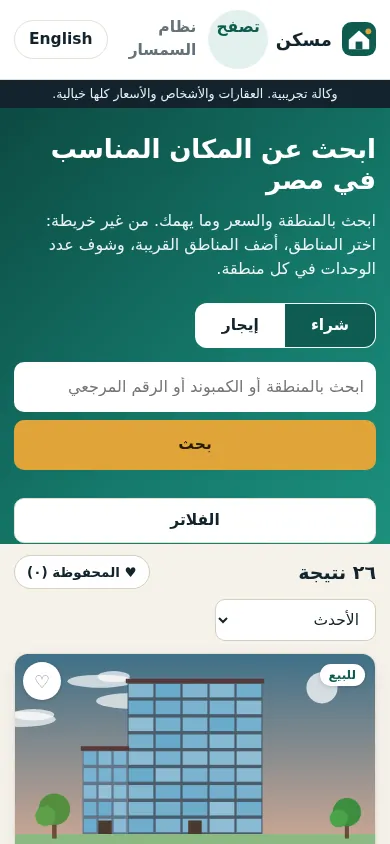 مسكن
تصفح
نظام
السمسار
English
وكالة تجريبية. العقارات والأشخاص والأسعار كلها خيالية.
ابحث عن المكان المناسب
في مصر
ابحث بالمنطقة والسعر وما يهمك. من غير خريطة:
اختر المناطق، أضف المناطق القريبة، وشوف عدد
الوحدات في كل منطقة.
شراء
إيجار
ابحث بالمنطقة أو الكمبوند أو الرقم المرجعي
بحث
الفلاتر
٢٦ نتيجة
♥ المحفوظة (٠)
الأحدث
للبيع